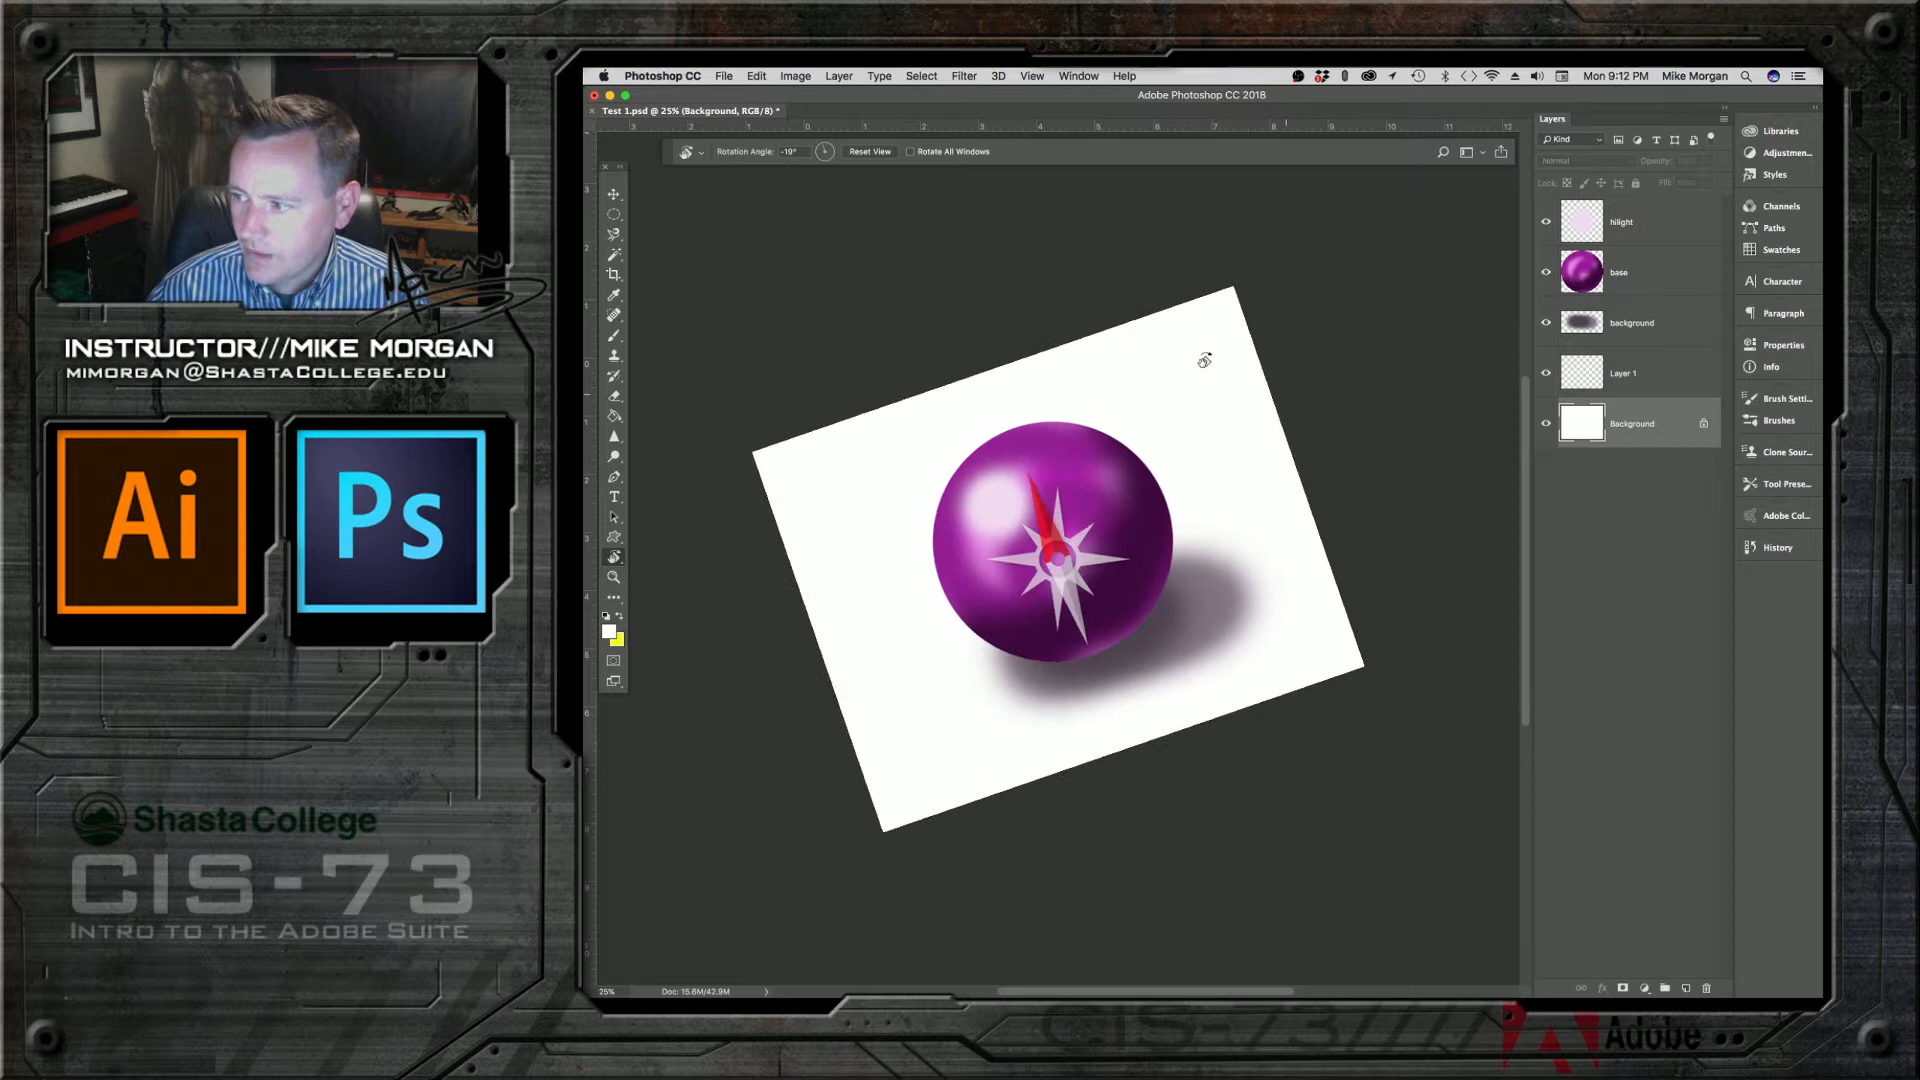 Photoshop CC File Edit Image Layer Type Select Filter 3D View Window Help Mon 9:12 PM Mike Morgan
Adobe Photoshop CC 2018
Test 1.psd @ 25% (Background, RGB/8) *
Rotation Angle: -19° Reset View Rotate All Windows
Layers
Kind
Normal Opacity: 100%
Lock: Fill: 100%
hilight
base
background
Layer 1
Background
Libraries
Adjustmen...
Styles
Channels
Paths
Swatches
Character
Paragraph
Properties
Info
Brush Setti...
Brushes
Clone Sour...
Tool Prese...
Adobe Col...
History
25% Doc: 15.6M/42.9M
INSTRUCTOR///MIKE MORGAN
MIMORGAN@SHASTACOLLEGE.EDU
Ai
Ps
Shasta College
CIS-73
INTRO TO THE ADOBE SUITE
CIS-73///
Adobe